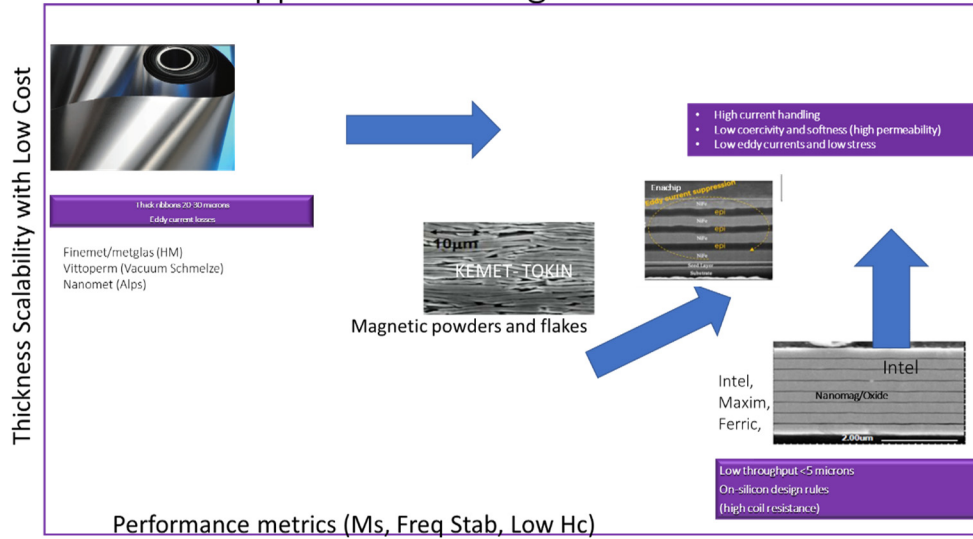 Thickness Scalability with Low Cost
Thick ribbons 20-30 microns
Eddy current losses
Finemet/metglas (HM)
Vittoperm (Vacuum Schmelze)
Nanomet (Alps)
10µm
KEMET-TOKIN
Magnetic powders and flakes
• High current handling
• Low coercivity and softness (high permeability)
• Low eddy currents and low stress
Enachip
Eddy current suppression
NiFe
epi
NiFe
epi
NiFe
epi
NiFe
Seed Layer
Substrate
Intel,
Maxim,
Ferric,
Intel
Nanomag/Oxide
2.00um
Low throughput <5 microns
On-silicon design rules
(high coil resistance)
Performance metrics (Ms, Freq Stab, Low Hc)